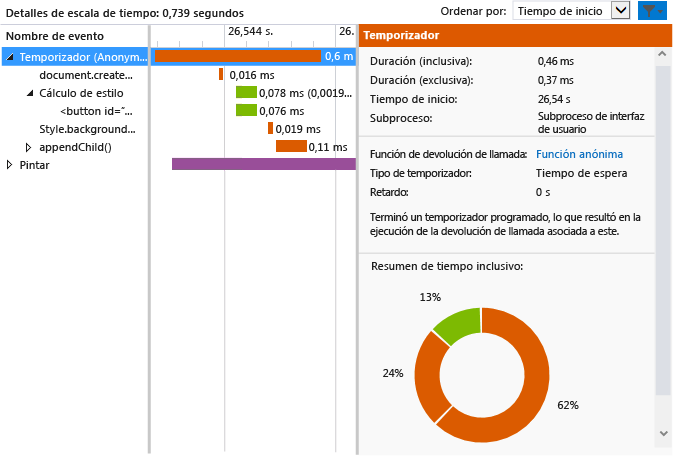 Detalles de escala de tiempo: 0,739 segundos
Ordenar por: Tiempo de inicio
Nombre de evento
26,544 s.
26.
Temporizador (Anonym... 0,6 m
document.create... 0,016 ms
Cálculo de estilo 0,078 ms (0,0019...
<button id="... 0,076 ms
Style.background... 0,019 ms
appendChild() 0,11 ms
Pintar
Temporizador
Duración (inclusiva): 0,46 ms
Duración (exclusiva): 0,37 ms
Tiempo de inicio: 26,54 s
Subproceso: Subproceso de interfaz
de usuario
Función de devolución de llamada: Función anónima
Tipo de temporizador: Tiempo de espera
Retardo: 0 s
Terminó un temporizador programado, lo que resultó en la
ejecución de la devolución de llamada asociada a este.
Resumen de tiempo inclusivo:
13%
24%
62%